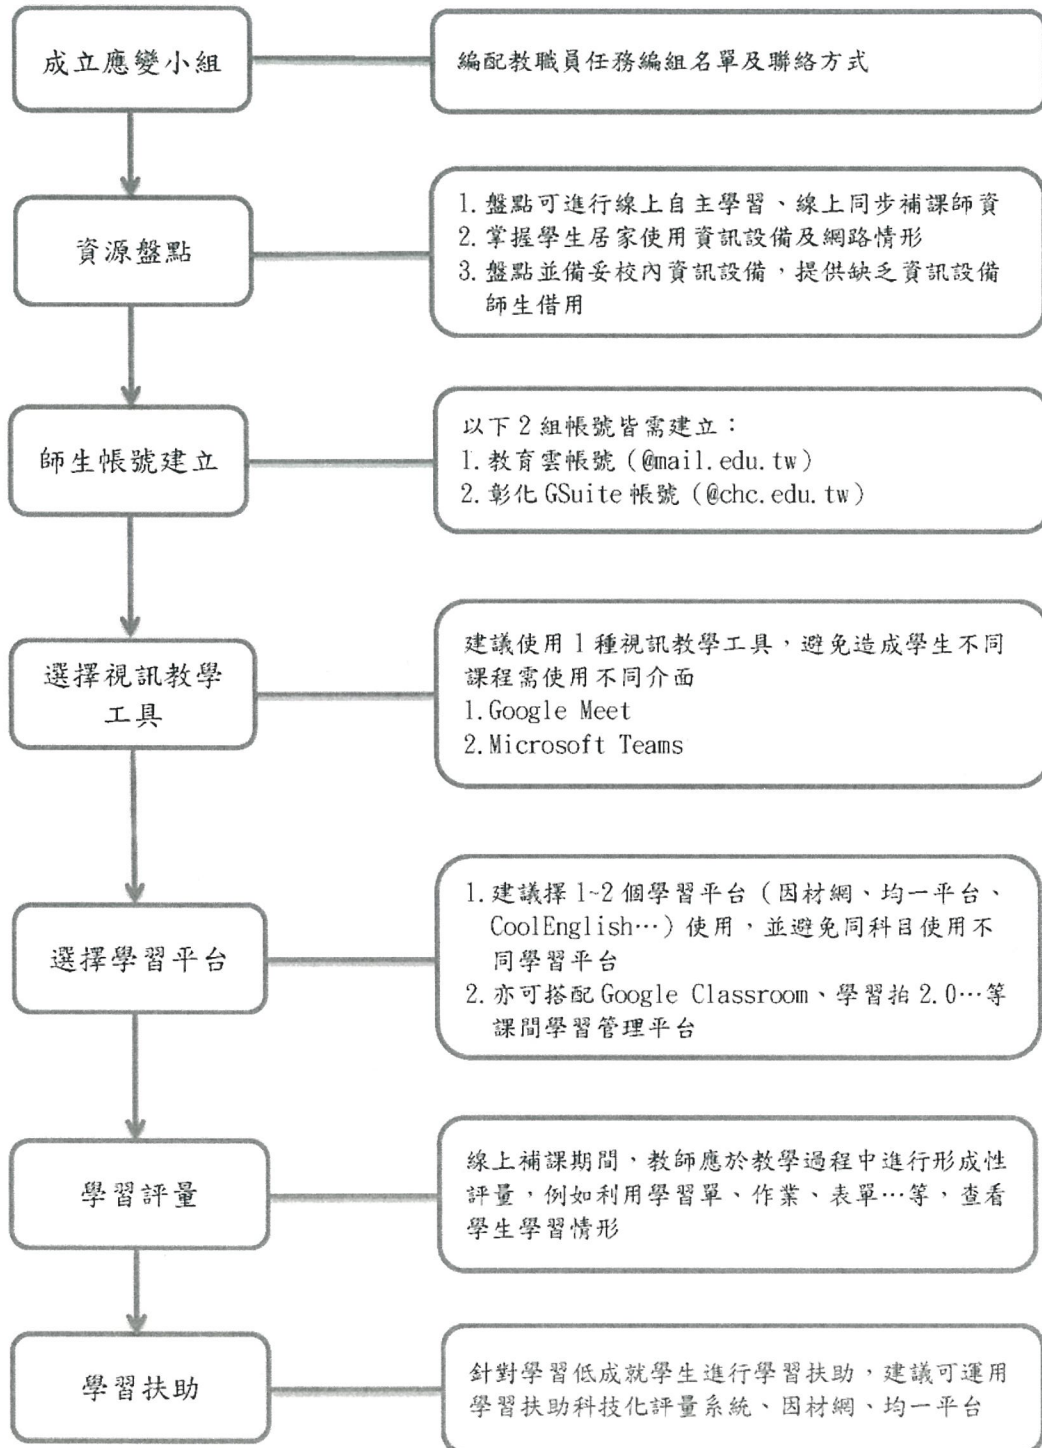 成立應變小組
編配教職員任務編組名單及聯絡方式
資源盤點
1.盤點可進行線上自主學習、線上同步補課師資
2.掌握學生居家使用資訊設備及網路情形
3.盤點並備妥校內資訊設備，提供缺乏資訊設備
師生借用
師生帳號建立
以下2組帳號皆需建立：
1.教育雲帳號（@mail.edu.tw）
2.彰化GSuite帳號（@chc.edu.tw）
選擇視訊教學
工具
建議使用1種視訊教學工具，避免造成學生不同
課程需使用不同介面
1.Google Meet
2.Microsoft Teams
選擇學習平台
1.建議擇1~2個學習平台（因材網、均一平台、
CoolEnglish…）使用，並避免同科目使用不
同學習平台
2.亦可搭配Google Classroom、學習拍2.0…等
課間學習管理平台
學習評量
線上補課期間，教師應於教學過程中進行形成性
評量，例如利用學習單、作業、表單…等，查看
學生學習情形
學習扶助
針對學習低成就學生進行學習扶助，建議可運用
學習扶助科技化評量系統、因材網、均一平台